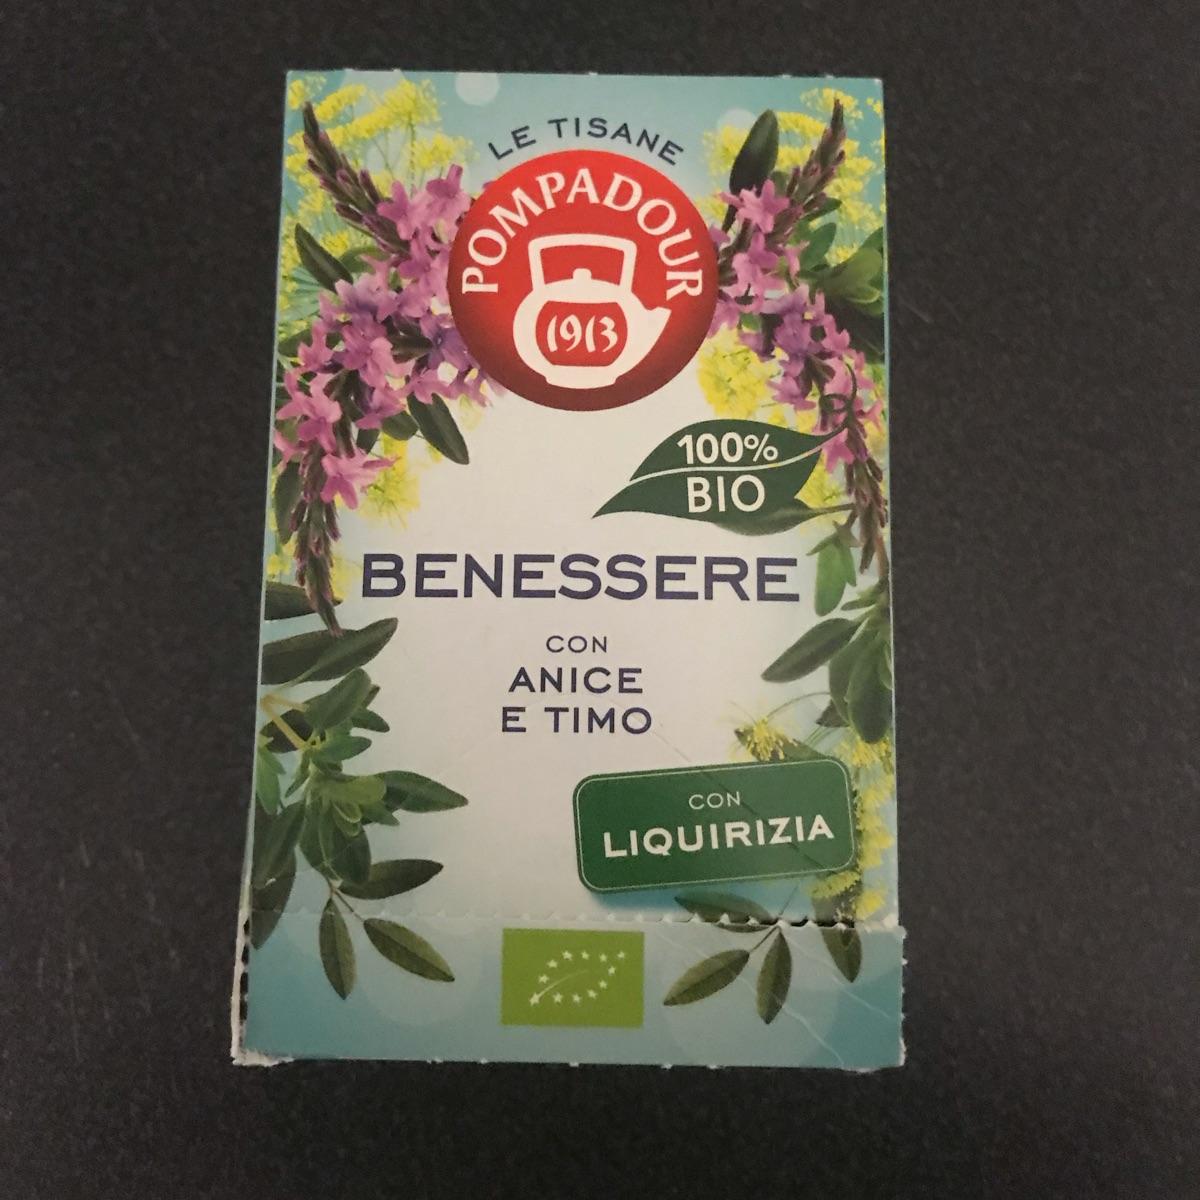 LE TISANE
POMPADOUR
1913
100%
BIO
BENESSERE
CON
ANICE
E TIMO
CON
LIQUIRIZIA